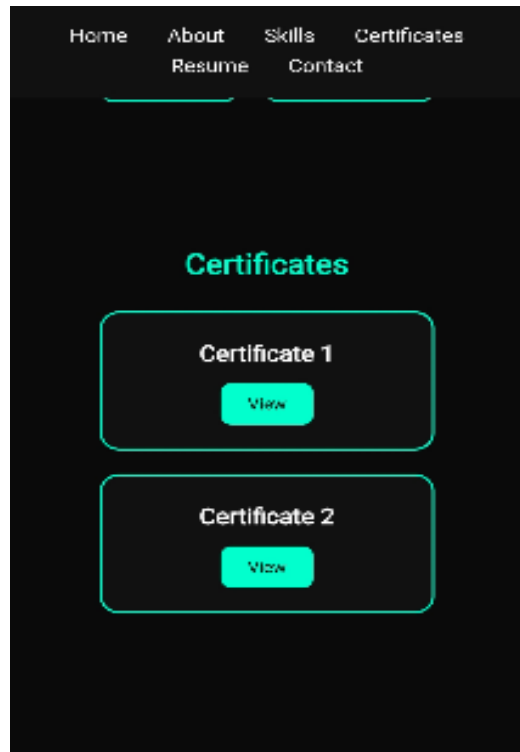 Home About Skills Certificates
Resume Contact
Certificates
Certificate 1
View
Certificate 2
View